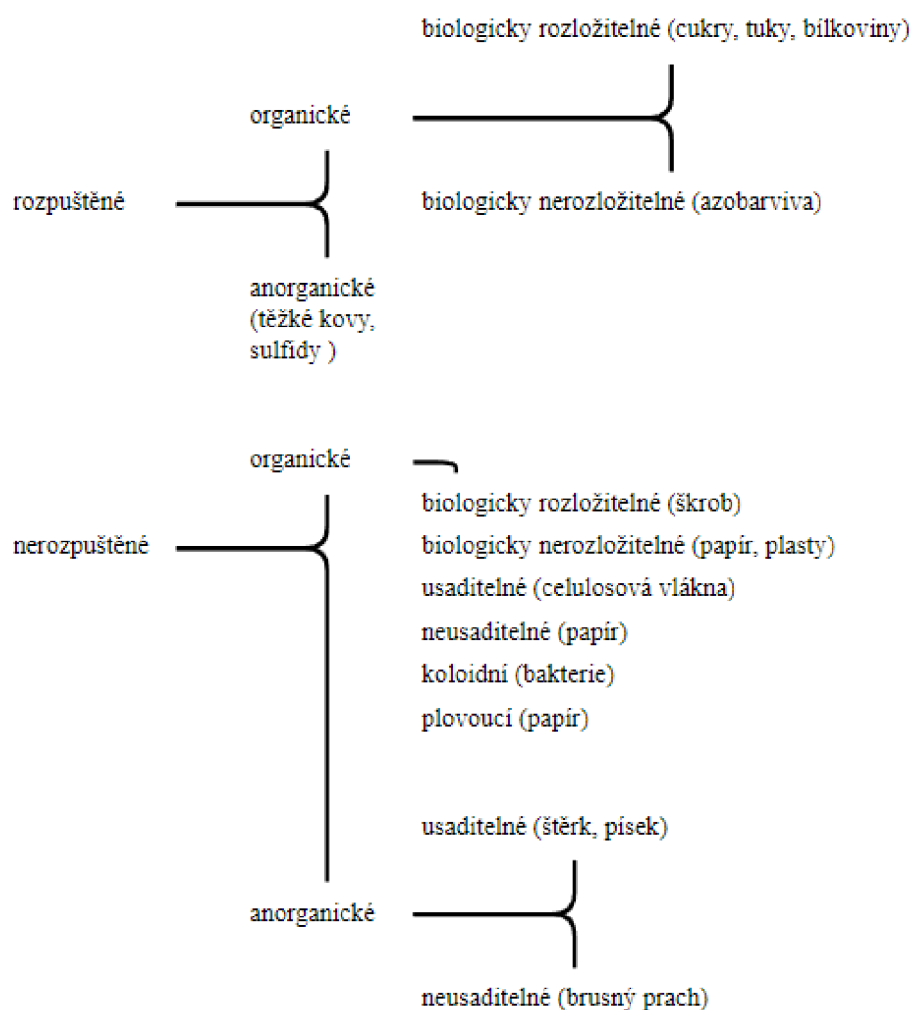 biologicky rozložitelné (cukry, tuky, bílkoviny)
organické
rozpuštěné
biologicky nerozložitelné (azobarviva)
anorganické
(těžké kovy,
sulfidy )
organické
biologicky rozložitelné (škrob)
nerozpuštěné
biologicky nerozložitelné (papír, plasty)
usaditelné (celulosová vlákna)
neusaditelné (papír)
koloidní (bakterie)
plovoucí (papír)
usaditelné (štěrk, písek)
anorganické
neusaditelné (brusný prach)